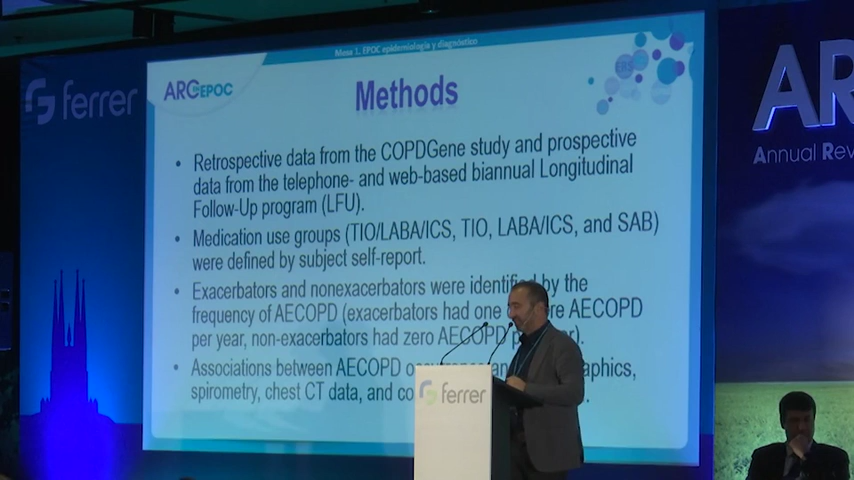 Mesa 1. EPOC epidemiología y diagnóstico
ferrer
ARCEPOC
Methods
AR
Annual Rev
• Retrospective data from the COPDGene study and prospective
data from the telephone- and web-based biannual Longitudinal
Follow-Up program (LFU).
• Medication use groups (TIO/LABA/ICS, TIO, LABA/ICS, and SAB)
were defined by subject self-report.
• Exacerbators and nonexacerbators were identified by the
frequency of AECOPD (exacerbators had one AECOPD
per year, non-exacerbators had zero AECOPD
• Associations between AECOPD
spirometry, chest CT data, and
ferrer